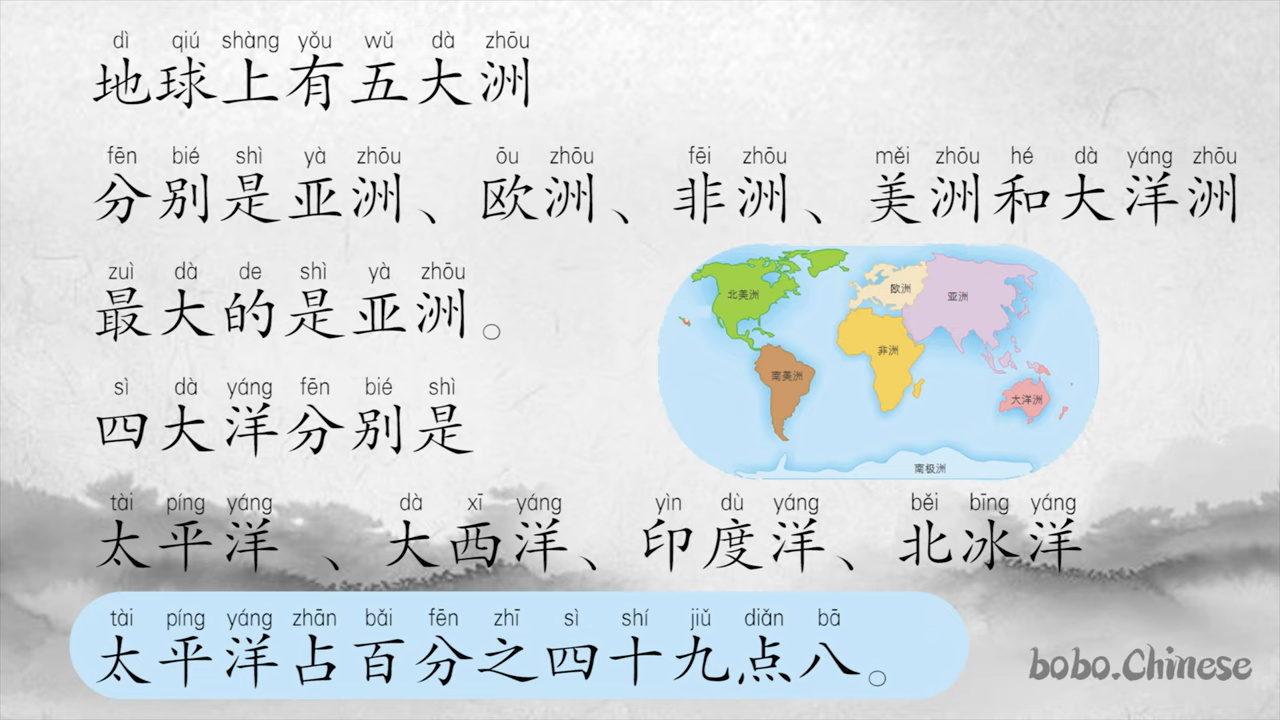 dì qiú shàng yǒu wǔ dà zhōu
地球上有五大洲
fēn bié shì yà zhōu ōu zhōu fēi zhōu měi zhōu hé dà yáng zhōu
分别是亚洲、欧洲、非洲、美洲和大洋洲
zuì dà de shì yà zhōu
最大的是亚洲。
北美洲
欧洲
亚洲
非洲
南美洲
大洋洲
南极洲
sì dà yáng fēn bié shì
四大洋分别是
tài píng yáng dà xī yáng yìn dù yáng běi bīng yáng
太平洋、大西洋、印度洋、北冰洋
tài píng yáng zhān bǎi fēn zhī sì shí jiǔ diǎn bā
太平洋占百分之四十九点八。
bobo.Chinese